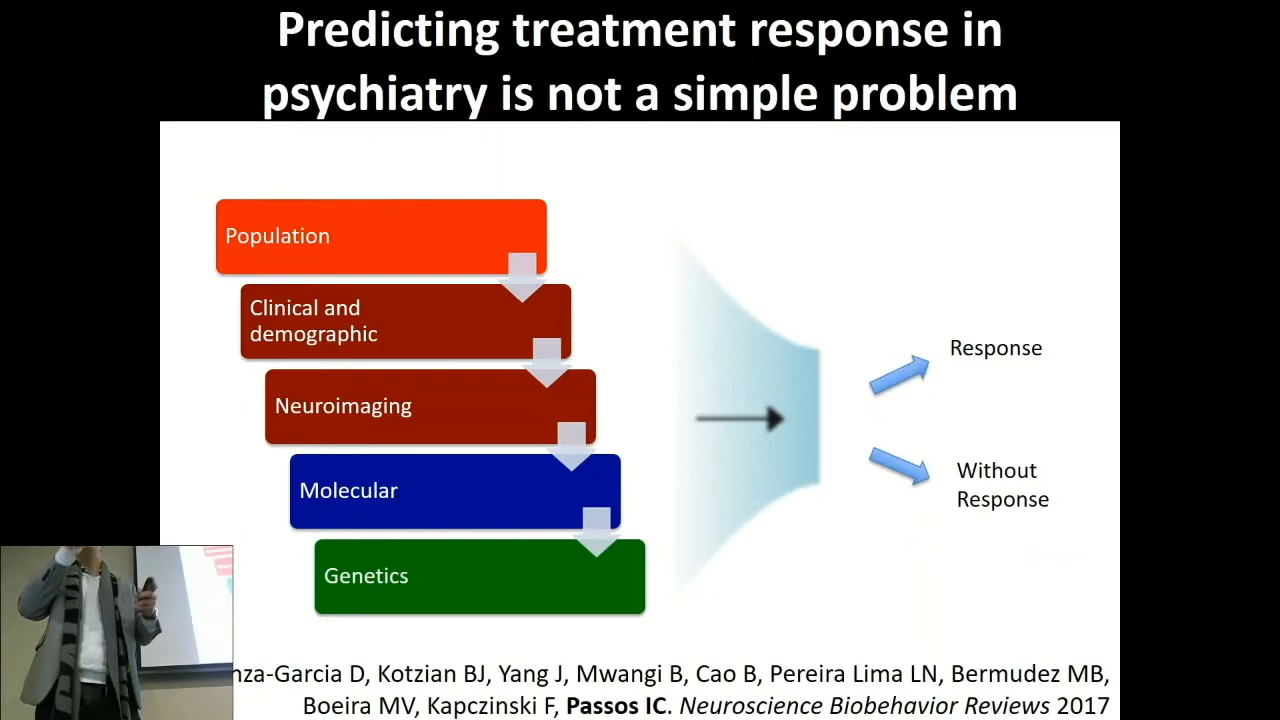 Predicting treatment response in
psychiatry is not a simple problem
Population
Clinical and
demographic
Neuroimaging
Molecular
Genetics
Response
Without
Response
D, Kotzian BJ, Yang J, Mwangi B, Cao B, Pereira Lima LN, Bermudez MB,
Boeira MV, Kapczinski F, Passos IC. Neuroscience Biobehavior Reviews 2017